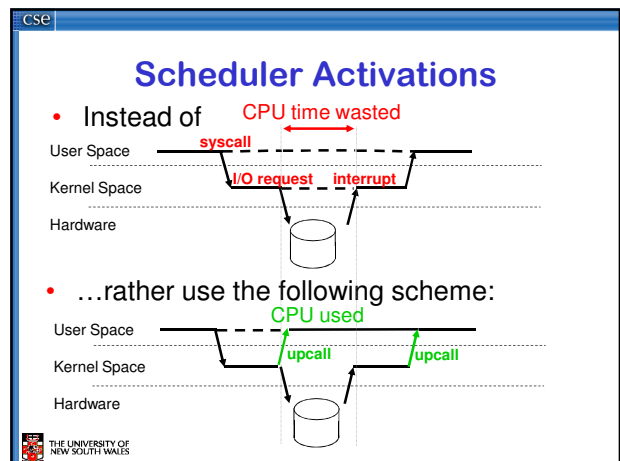 cse
Scheduler Activations
• Instead of
CPU time wasted
syscall
User Space
I/O request interrupt
Kernel Space
Hardware
• …rather use the following scheme:
CPU used
User Space
upcall upcall
Kernel Space
Hardware
THE UNIVERSITY OF
NEW SOUTH WALES